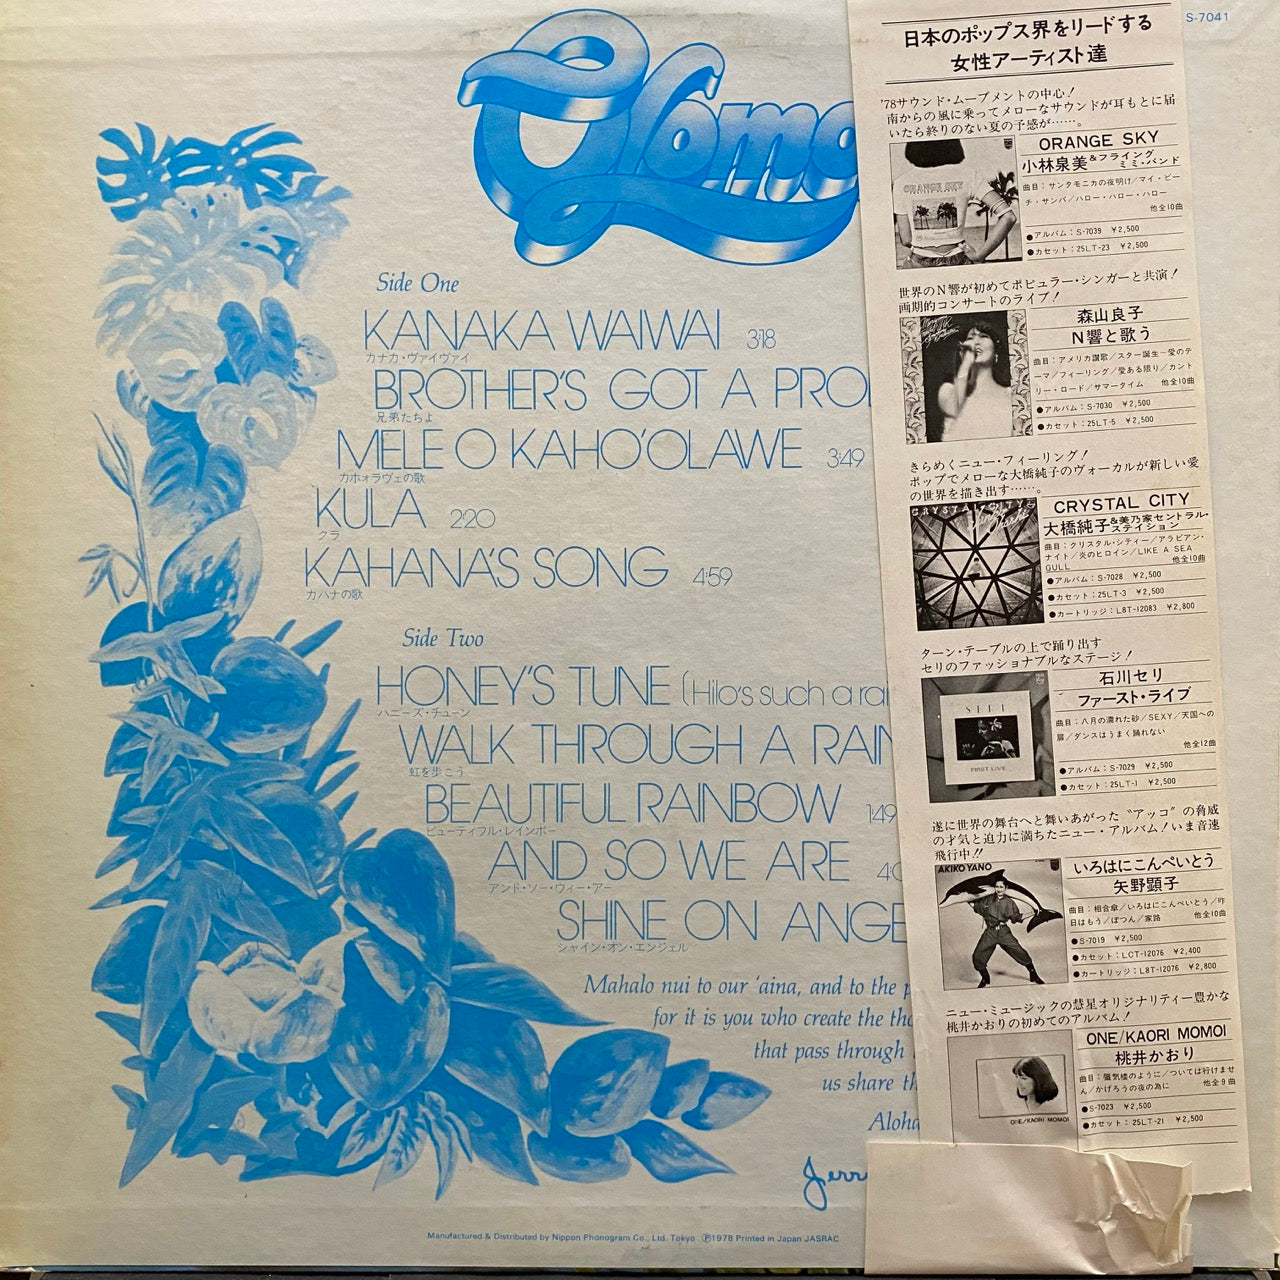 S-7041
Side One
KANAKA WAIWAI 3:18
カナカ・ヴァイヴァイ
BROTHER'S GOT A
兄弟たちよ
MELE O KAHO'OLAWE 3:49
カホオラヴェの歌
KULA 2:20
クラ
KAHANA'S SONG 4:59
カハナの歌
Side Two
HONEY'S TUNE (Hilo's such a
ハニーズ・チューン
WALK THROUGH A
虹を歩こう
BEAUTIFUL RAINBOW 1:49
ビューティフル・レインボー
AND SO WE ARE
アンド・ソー・ウィー・アー
SHINE ON
シャイン・オン・エンジェル
Mahalo nui to our 'aina, and to the
for it is you who create the
that pass through
us share
Aloha
Manufactured & Distributed by Nippon Phonogram Co., Ltd. Tokyo Ⓟ1978 Printed in Japan JASRAC
日本のポップス界をリードする
女性アーティスト達
'78サウンド・ムーブメントの中心！
南からの風に乗ってメローなサウンドが耳もとに届
いたら終りのない夏の予感が……。
ORANGE SKY
ORANGE SKY
小林泉美&フライング
ミミ・バンド
曲目：サンタモニカの夜明け/マイ・ビー
チ・サンバ/ハロー・ハロー・ハロー
他全10曲
●アルバム：S-7039 ¥2,500
●カセット：25LT-23 ¥2,500
世界のN響が初めてポピュラー・シンガーと共演！
画期的コンサートのライブ！
森山良子
N響と歌う
曲目：アメリカ讃歌/スター誕生〜愛のテ
ーマ/フィーリング/愛ある限り/カント
リー・ロード/サマータイム 他全10曲
●アルバム：S-7030 ¥2,500
●カセット：25LT-5 ¥2,500
きらめくニュー・フィーリング！
ポップでメローな大橋純子のヴォーカルが新しい愛
の世界を描き出す……。
CRYSTAL CITY
CRYSTAL CITY
大橋純子&美乃家セントラル・
ステイション
曲目：クリスタル・シティー/アラビアン・
ナイト/炎のヒロイン/LIKE A SEA
GULL 他全10曲
●アルバム：S-7028 ¥2,500
●カセット：25LT-3 ¥2,500
●カートリッジ：L8T-12083 ¥2,800
ターン・テーブルの上で踊り出す
セリのファッショナブルなステージ！
SELI
FIRST LIVE
石川セリ
ファースト・ライブ
曲目：八月の濡れた砂/SEXY/天国への
扉/ダンスはうまく踊れない
他全12曲
●アルバム：S-7029 ¥2,500
●カセット：25LT-1 ¥2,500
遂に世界の舞台へと舞いあがった“アッコ”の脅威
の才気と迫力に満ちたニュー・アルバム！いま音速
飛行中!!
AKIKO YANO
いろはにこんぺいとう
矢野顕子
曲目：相合傘/いろはにこんぺいとう/昨
日はもう/ぽつん/家路 他全10曲
●S-7019 ¥2,500
●カセット：LCT-12076 ¥2,400
●カートリッジ：L8T-12076 ¥2,800
ニュー・ミュージックの彗星オリジナリティー豊かな
桃井かおりの初めてのアルバム！
ONE/KAORI MOMOI
ONE/KAORI MOMOI
桃井かおり
曲目：蜃気楼のように/ついては行けませ
ん/かげろうの夜の為に 他全9曲
●S-7023 ¥2,500
●カセット：25LT-21 ¥2,500